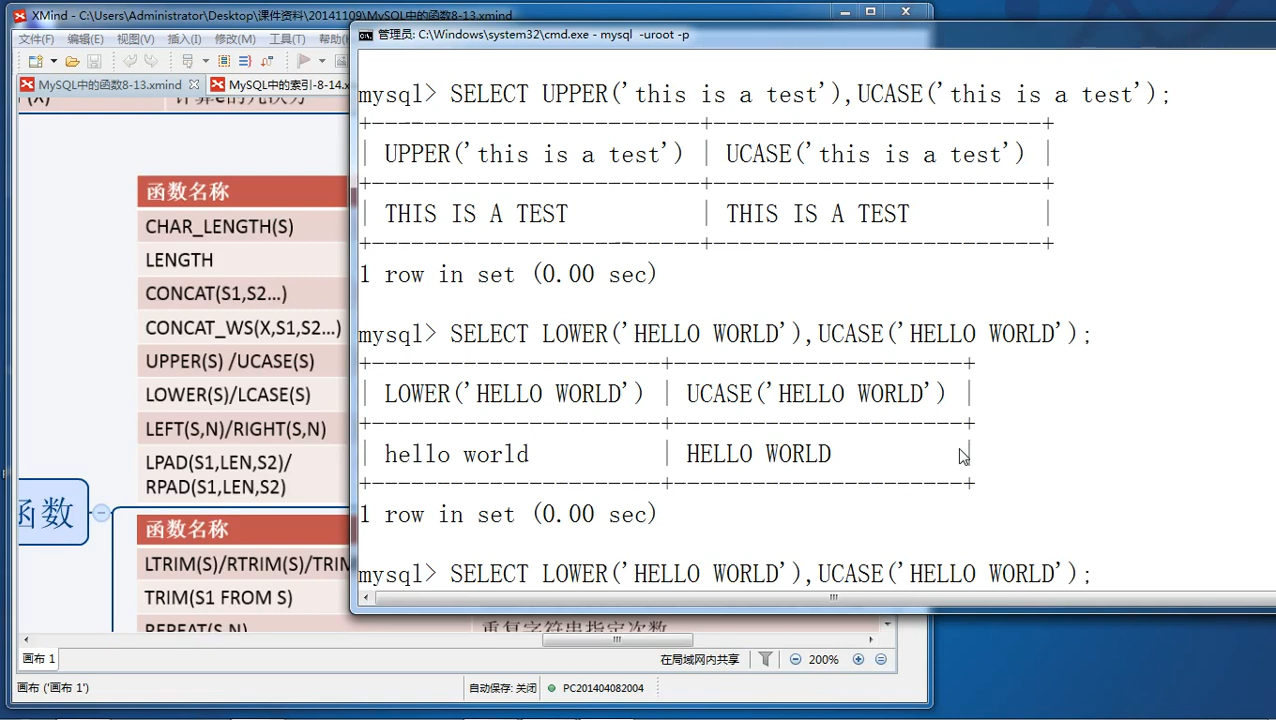 XMind - C:\Users\Administrator\Desktop\课件资料\20141109\MySQL中的函数8-13.xmind
文件(F) 编辑(E) 视图(V) 插入(I) 修改(M) 工具(T) 帮助(
MySQL中的函数8-13.xmind MySQL中的索引-8-14.x
函数名称
CHAR_LENGTH(S)
LENGTH
CONCAT(S1,S2...)
CONCAT_WS(X,S1,S2...)
UPPER(S) /UCASE(S)
LOWER(S)/LCASE(S)
LEFT(S,N)/RIGHT(S,N)
LPAD(S1,LEN,S2)/
RPAD(S1,LEN,S2)
函数
函数名称
LTRIM(S)/RTRIM(S)/TRIM
TRIM(S1 FROM S)
REPEAT(S,N)
重复字符串指定次数
画布 1
在局域网内共享
200%
画布 ('画布 1')
自动保存: 关闭
PC201404082004
管理员: C:\Windows\system32\cmd.exe - mysql  -uroot -p
mysql> SELECT UPPER('this is a test'),UCASE('this is a test');
+-------------------------+-------------------------+
| UPPER('this is a test') | UCASE('this is a test') |
+-------------------------+-------------------------+
| THIS IS A TEST          | THIS IS A TEST          |
+-------------------------+-------------------------+
1 row in set (0.00 sec)
mysql> SELECT LOWER('HELLO WORLD'),UCASE('HELLO WORLD');
+----------------------+----------------------+
| LOWER('HELLO WORLD') | UCASE('HELLO WORLD') |
+----------------------+----------------------+
| hello world          | HELLO WORLD          |
+----------------------+----------------------+
1 row in set (0.00 sec)
mysql> SELECT LOWER('HELLO WORLD'),UCASE('HELLO WORLD');